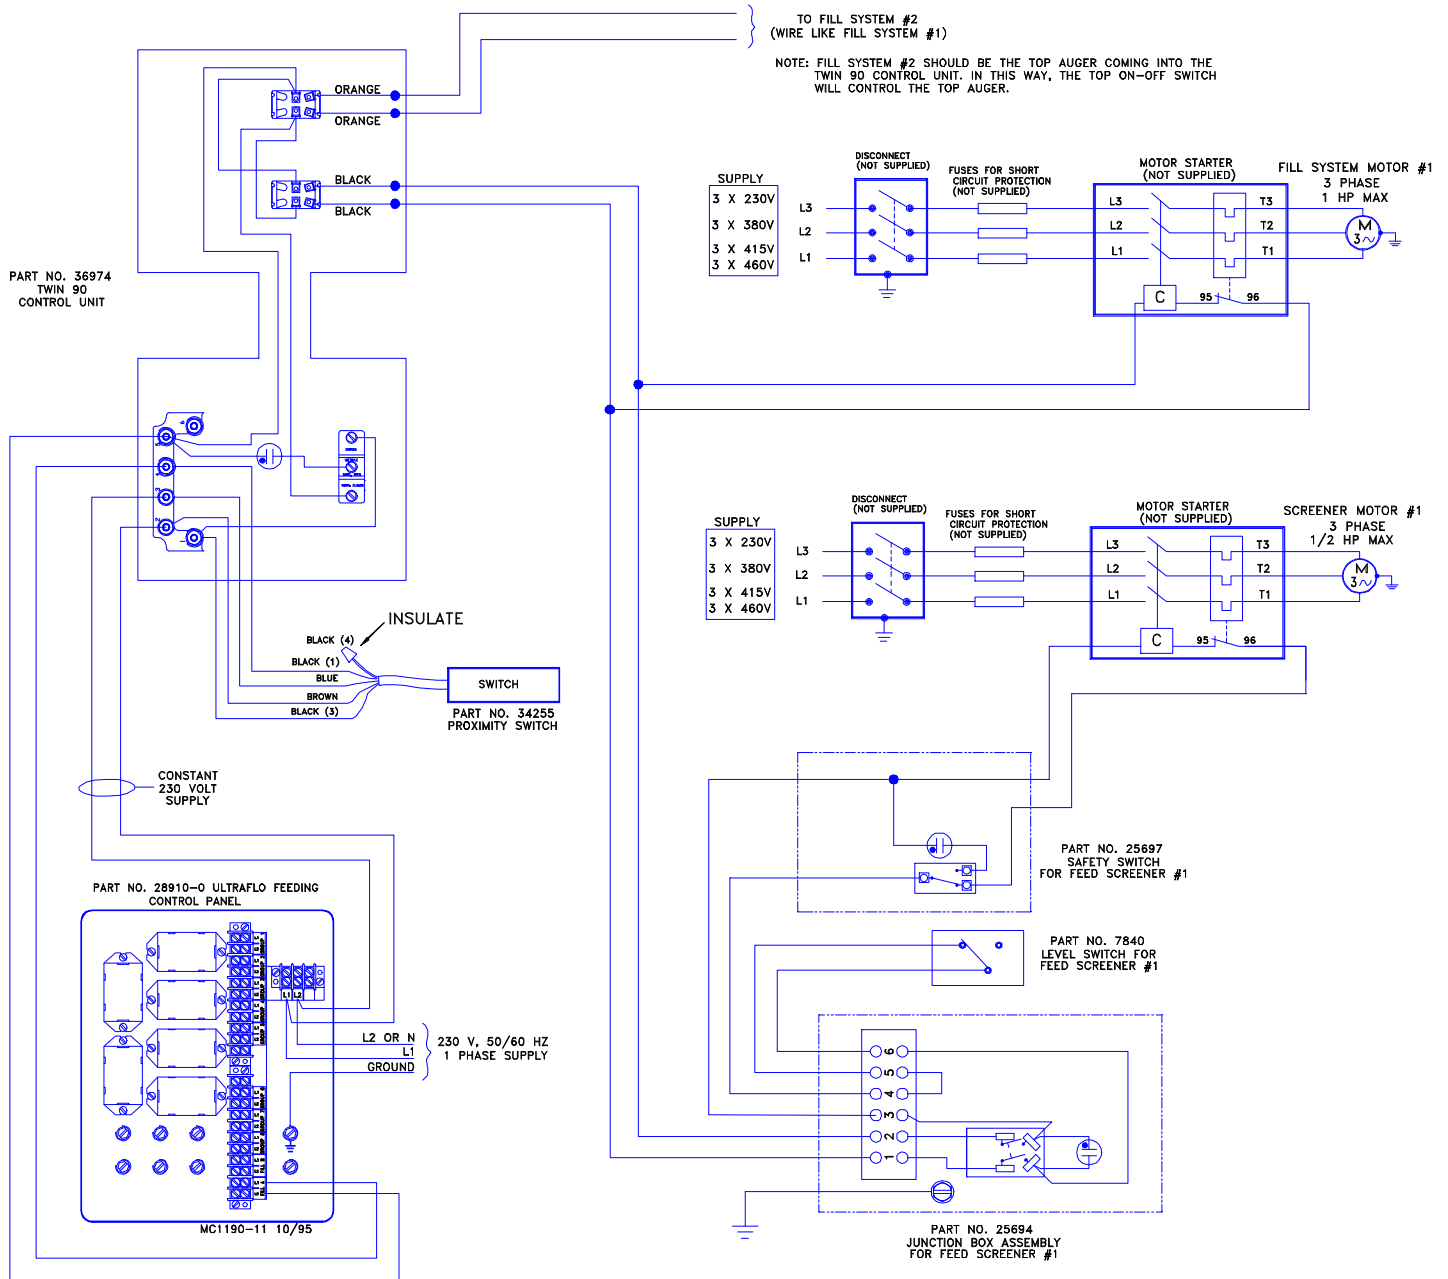 TO FILL SYSTEM #2
(WIRE LIKE FILL SYSTEM #1)
NOTE: FILL SYSTEM #2 SHOULD BE THE TOP AUGER COMING INTO THE
TWIN 90 CONTROL UNIT. IN THIS WAY, THE TOP ON-OFF SWITCH
WILL CONTROL THE TOP AUGER.
ORANGE
ORANGE
BLACK
BLACK
PART NO. 36974
TWIN 90
CONTROL UNIT
SUPPLY
3 X 230V
3 X 380V
3 X 415V
3 X 460V
L3
L2
L1
DISCONNECT
(NOT SUPPLIED)
FUSES FOR SHORT
CIRCUIT PROTECTION
(NOT SUPPLIED)
MOTOR STARTER
(NOT SUPPLIED)
L3
L2
L1
T3
T2
T1
C
95
96
FILL SYSTEM MOTOR #1
3 PHASE
1 HP MAX
M
3~
SUPPLY
3 X 230V
3 X 380V
3 X 415V
3 X 460V
L3
L2
L1
DISCONNECT
(NOT SUPPLIED)
FUSES FOR SHORT
CIRCUIT PROTECTION
(NOT SUPPLIED)
MOTOR STARTER
(NOT SUPPLIED)
L3
L2
L1
T3
T2
T1
C
95
96
SCREENER MOTOR #1
3 PHASE
1/2 HP MAX
M
3~
INSULATE
BLACK (4)
BLACK (1)
BLUE
BROWN
BLACK (3)
SWITCH
PART NO. 34255
PROXIMITY SWITCH
CONSTANT
230 VOLT
SUPPLY
PART NO. 28910-0 ULTRAFLO FEEDING
CONTROL PANEL
L1 L2
L2 OR N
L1
GROUND
230 V, 50/60 HZ
1 PHASE SUPPLY
MC1190-11 10/95
PART NO. 25697
SAFETY SWITCH
FOR FEED SCREENER #1
PART NO. 7840
LEVEL SWITCH FOR
FEED SCREENER #1
6
5
4
3
2
1
PART NO. 25694
JUNCTION BOX ASSEMBLY
FOR FEED SCREENER #1